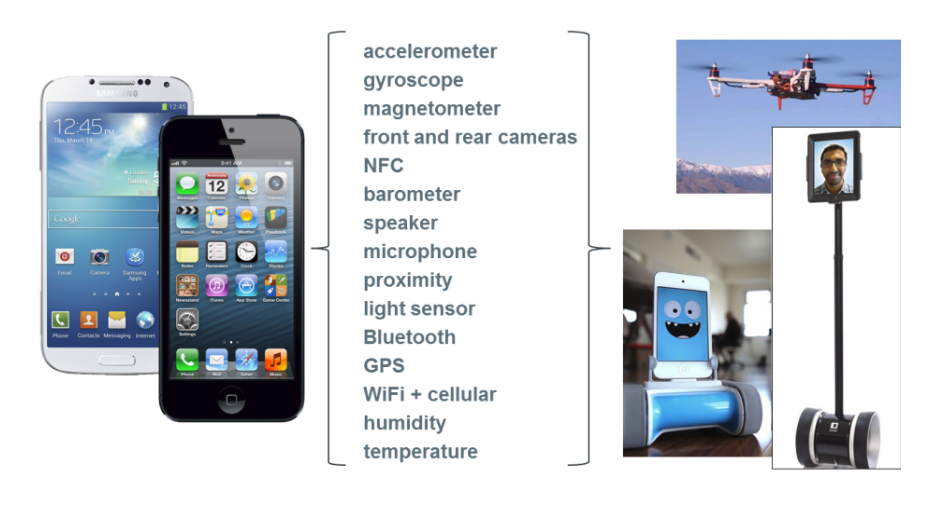 SAMSUNG
12:45
12:45 PM
Thu, March 14
Sunny
Google
Email
Camera
Samsung Apps
Phone
Contacts
Messaging
Internet
9:41 AM
12
Messages
Calendar
Photos
Camera
Videos
Maps
Weather
Passbook
Notes
Reminders
Clock
Stocks
Newsstand
iTunes
App Store
Game Center
Settings
Phone
Mail
Safari
Music
accelerometer
gyroscope
magnetometer
front and rear cameras
NFC
barometer
speaker
microphone
proximity
light sensor
Bluetooth
GPS
WiFi + cellular
humidity
temperature